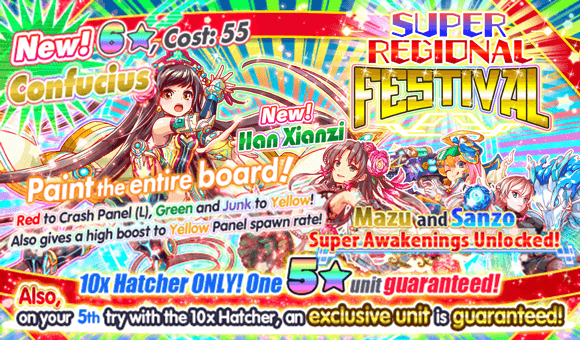 New! 6☆, Cost: 55
Confucius
SUPER
REGIONAL
FESTIVAL
New!
Han Xianzi
Paint the entire board!
Red to Crash Panel (L), Green and Junk to Yellow!
Also gives a high boost to Yellow Panel spawn rate!
Mazu and Sanzo
Super Awakenings Unlocked!
10x Hatcher ONLY! One 5☆ unit guaranteed!
Also,
on your 5th try with the 10x Hatcher, an exclusive unit is guaranteed!